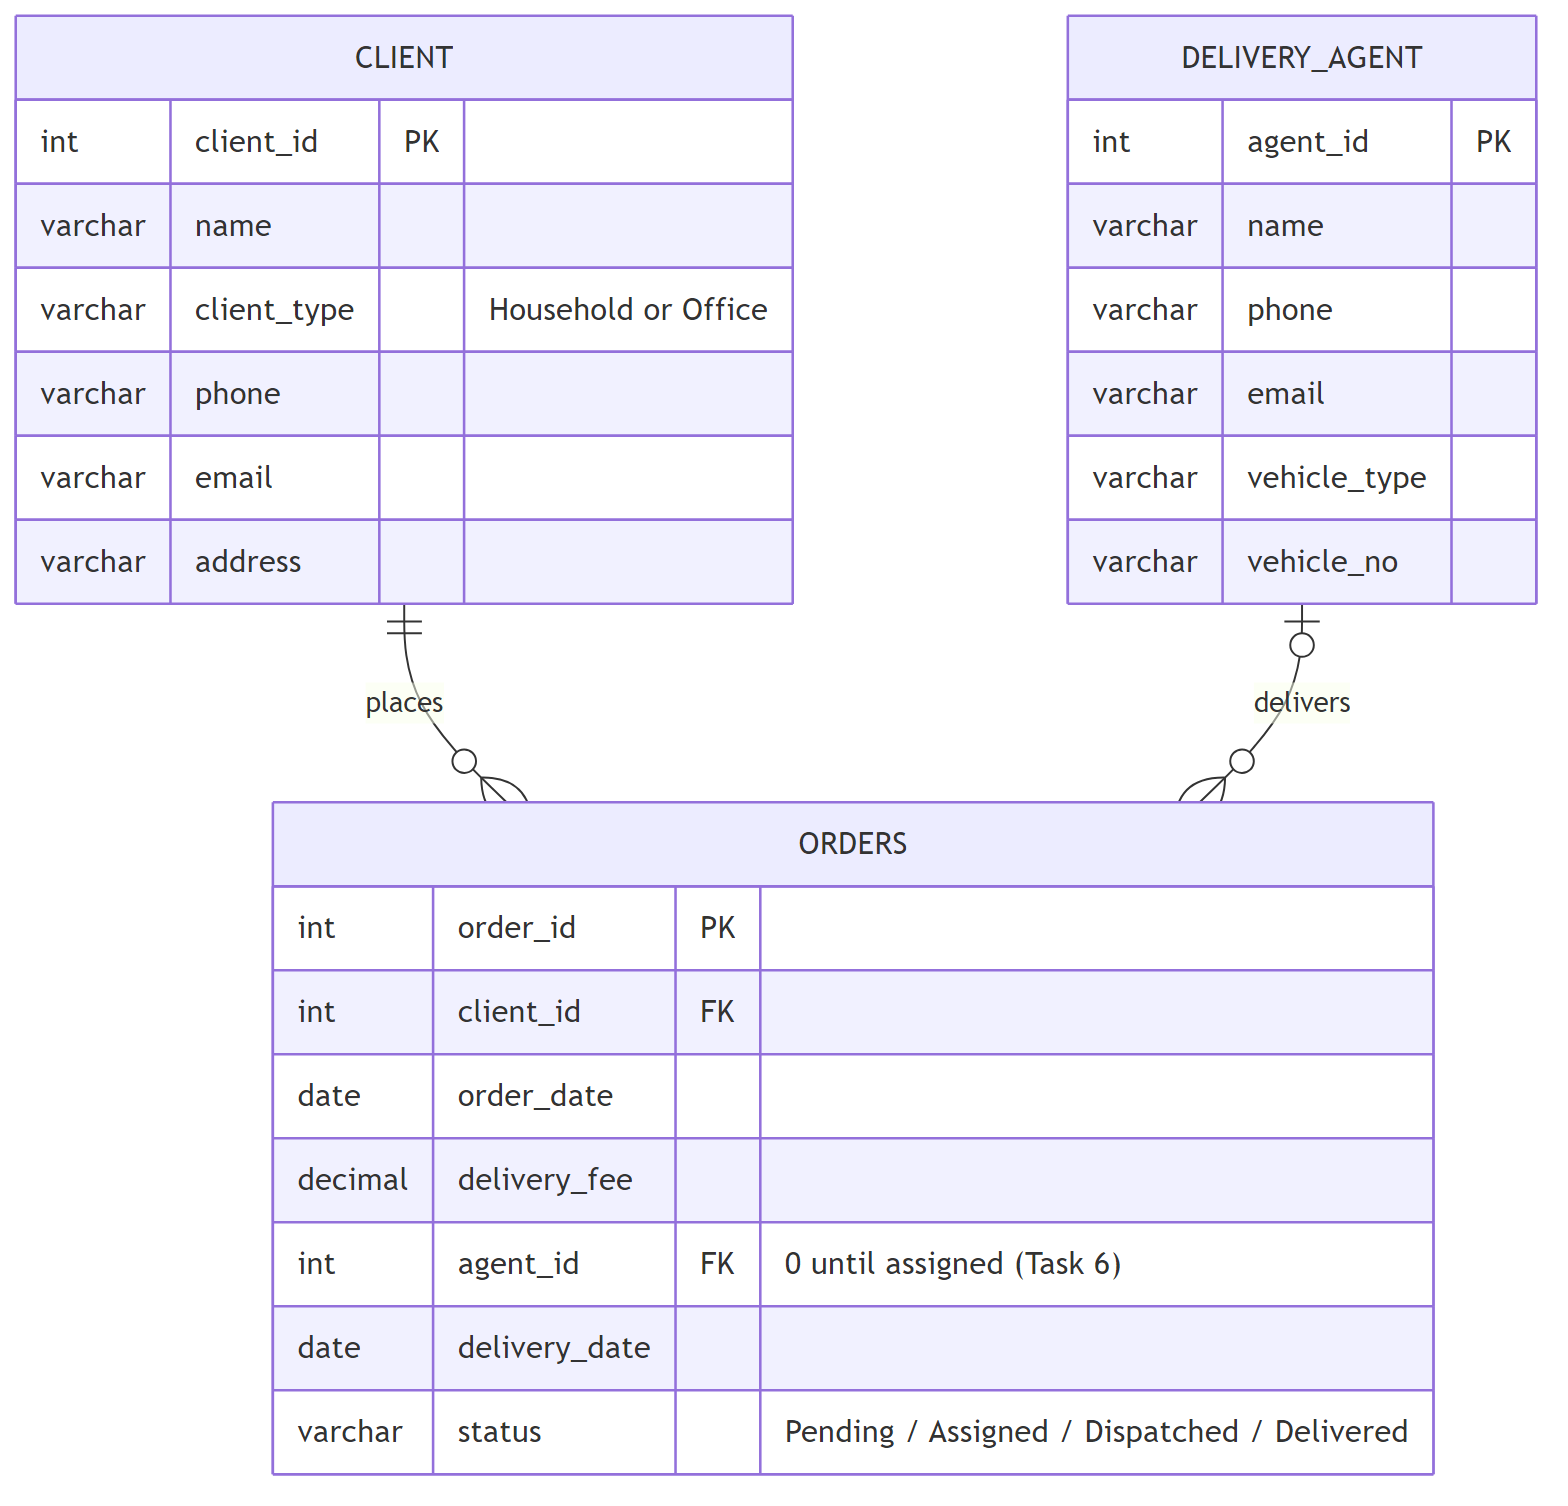 CLIENT
int client_id PK
varchar name
varchar client_type Household or Office
varchar phone
varchar email
varchar address
DELIVERY_AGENT
int agent_id PK
varchar name
varchar phone
varchar email
varchar vehicle_type
varchar vehicle_no
places
delivers
ORDERS
int order_id PK
int client_id FK
date order_date
decimal delivery_fee
int agent_id FK 0 until assigned (Task 6)
date delivery_date
varchar status Pending / Assigned / Dispatched / Delivered